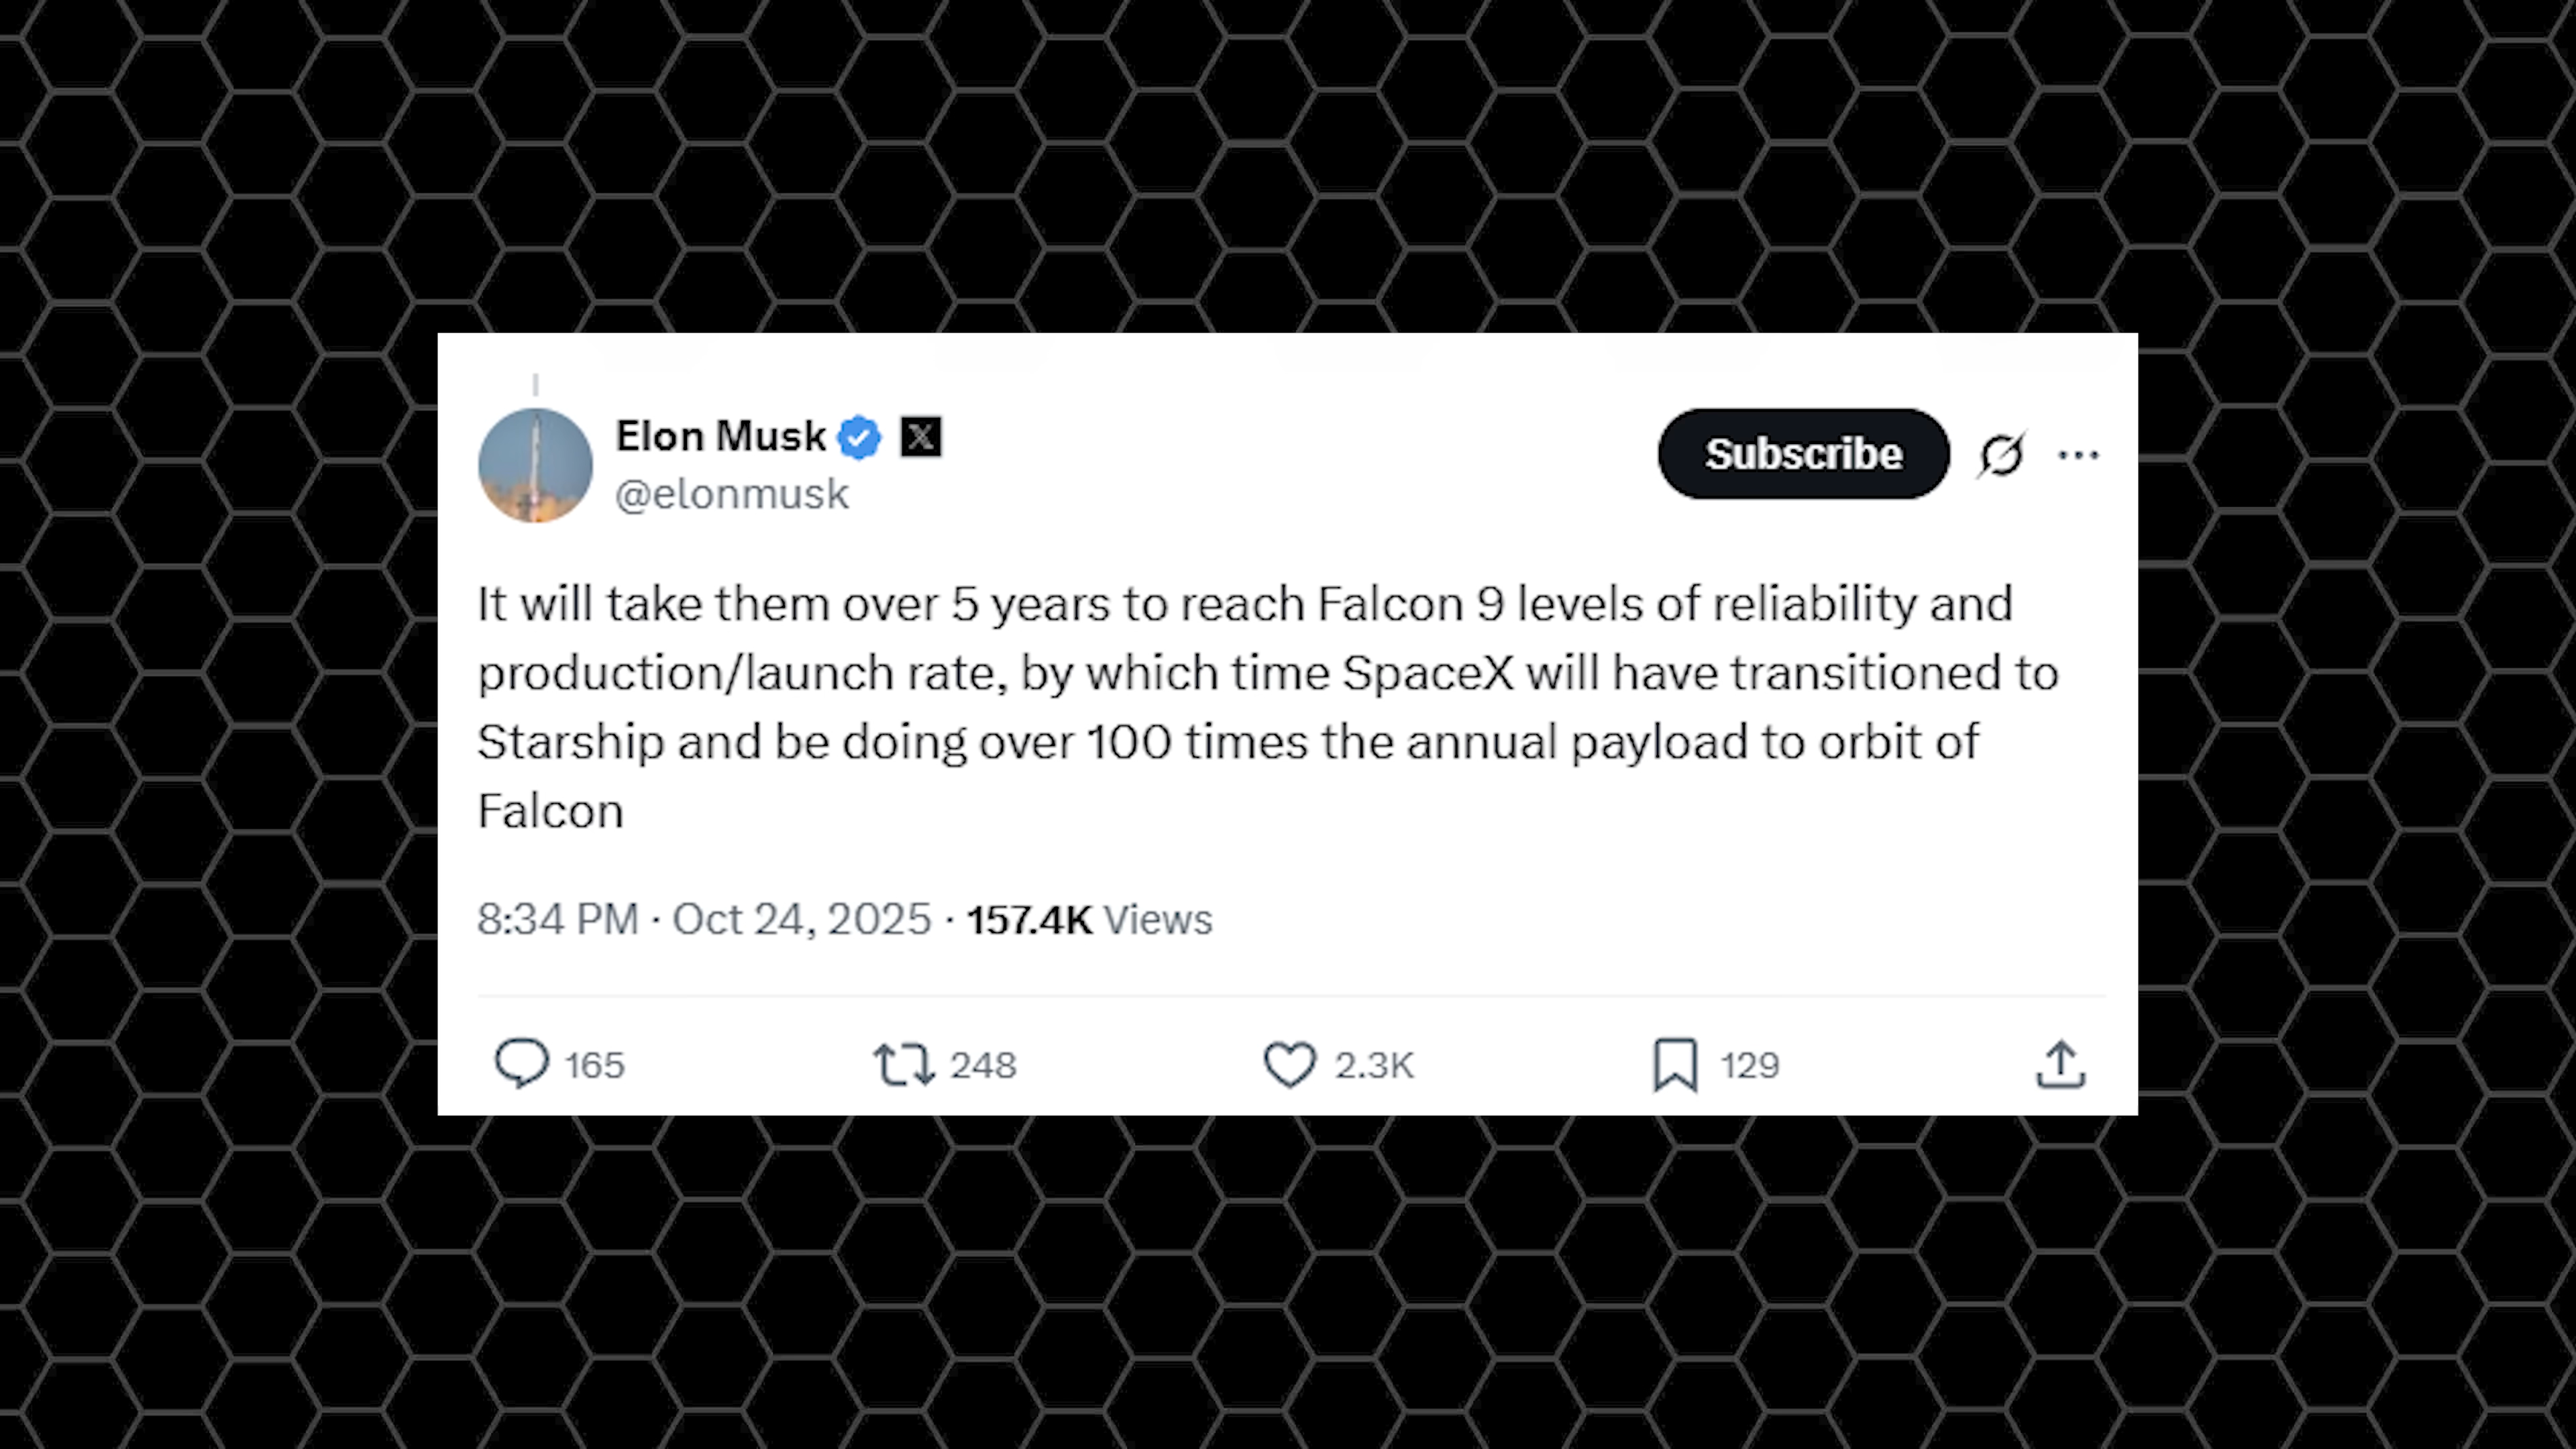 Elon Musk
@elonmusk
Subscribe
It will take them over 5 years to reach Falcon 9 levels of reliability and
production/launch rate, by which time SpaceX will have transitioned to
Starship and be doing over 100 times the annual payload to orbit of
Falcon
8:34 PM · Oct 24, 2025 · 157.4K Views
165 248 2.3K 129